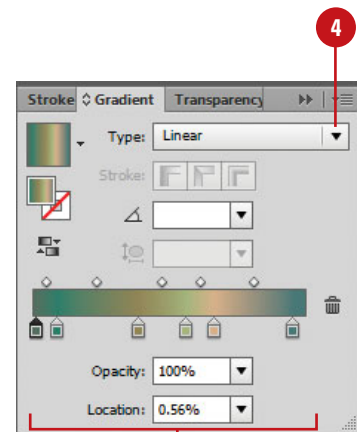 4
Stroke Gradient Transparency
Type: Linear
Stroke:
Opacity: 100%
Location: 0.56%